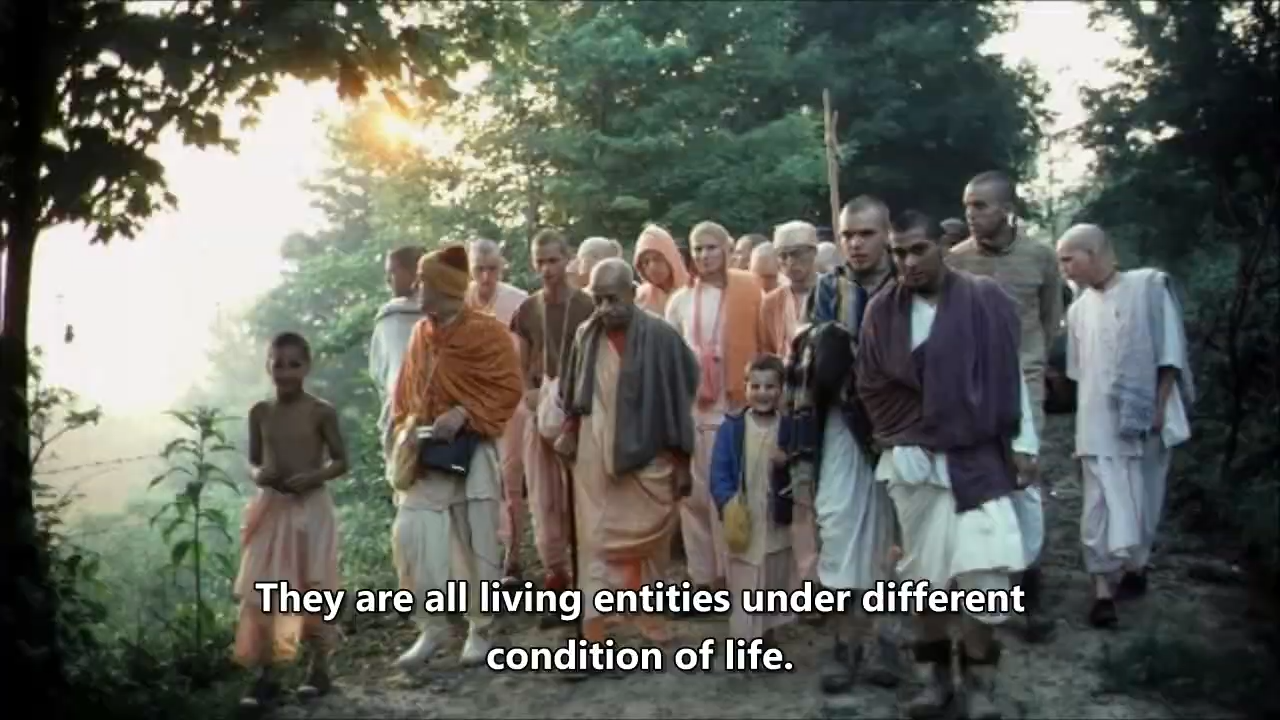 They are all living entities under different
condition of life.